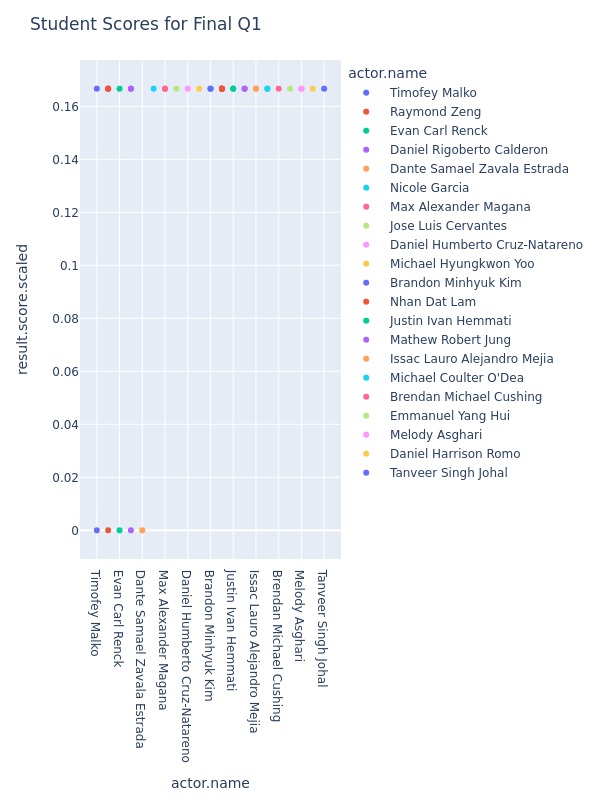 Student Scores for Final Q1
actor.name
Timofey Malko
Raymond Zeng
Evan Carl Renck
Daniel Rigoberto Calderon
Dante Samael Zavala Estrada
Nicole Garcia
Max Alexander Magana
Jose Luis Cervantes
Daniel Humberto Cruz-Natareno
Michael Hyungkwon Yoo
Brandon Minhyuk Kim
Nhan Dat Lam
Justin Ivan Hemmati
Mathew Robert Jung
Issac Lauro Alejandro Mejia
Michael Coulter O'Dea
Brendan Michael Cushing
Emmanuel Yang Hui
Melody Asghari
Daniel Harrison Romo
Tanveer Singh Johal
result.score.scaled
0.16
0.14
0.12
0.1
0.08
0.06
0.04
0.02
0
Timofey Malko
Evan Carl Renck
Dante Samael Zavala Estrada
Max Alexander Magana
Daniel Humberto Cruz-Natareno
Brandon Minhyuk Kim
Justin Ivan Hemmati
Issac Lauro Alejandro Mejia
Brendan Michael Cushing
Melody Asghari
Tanveer Singh Johal
actor.name